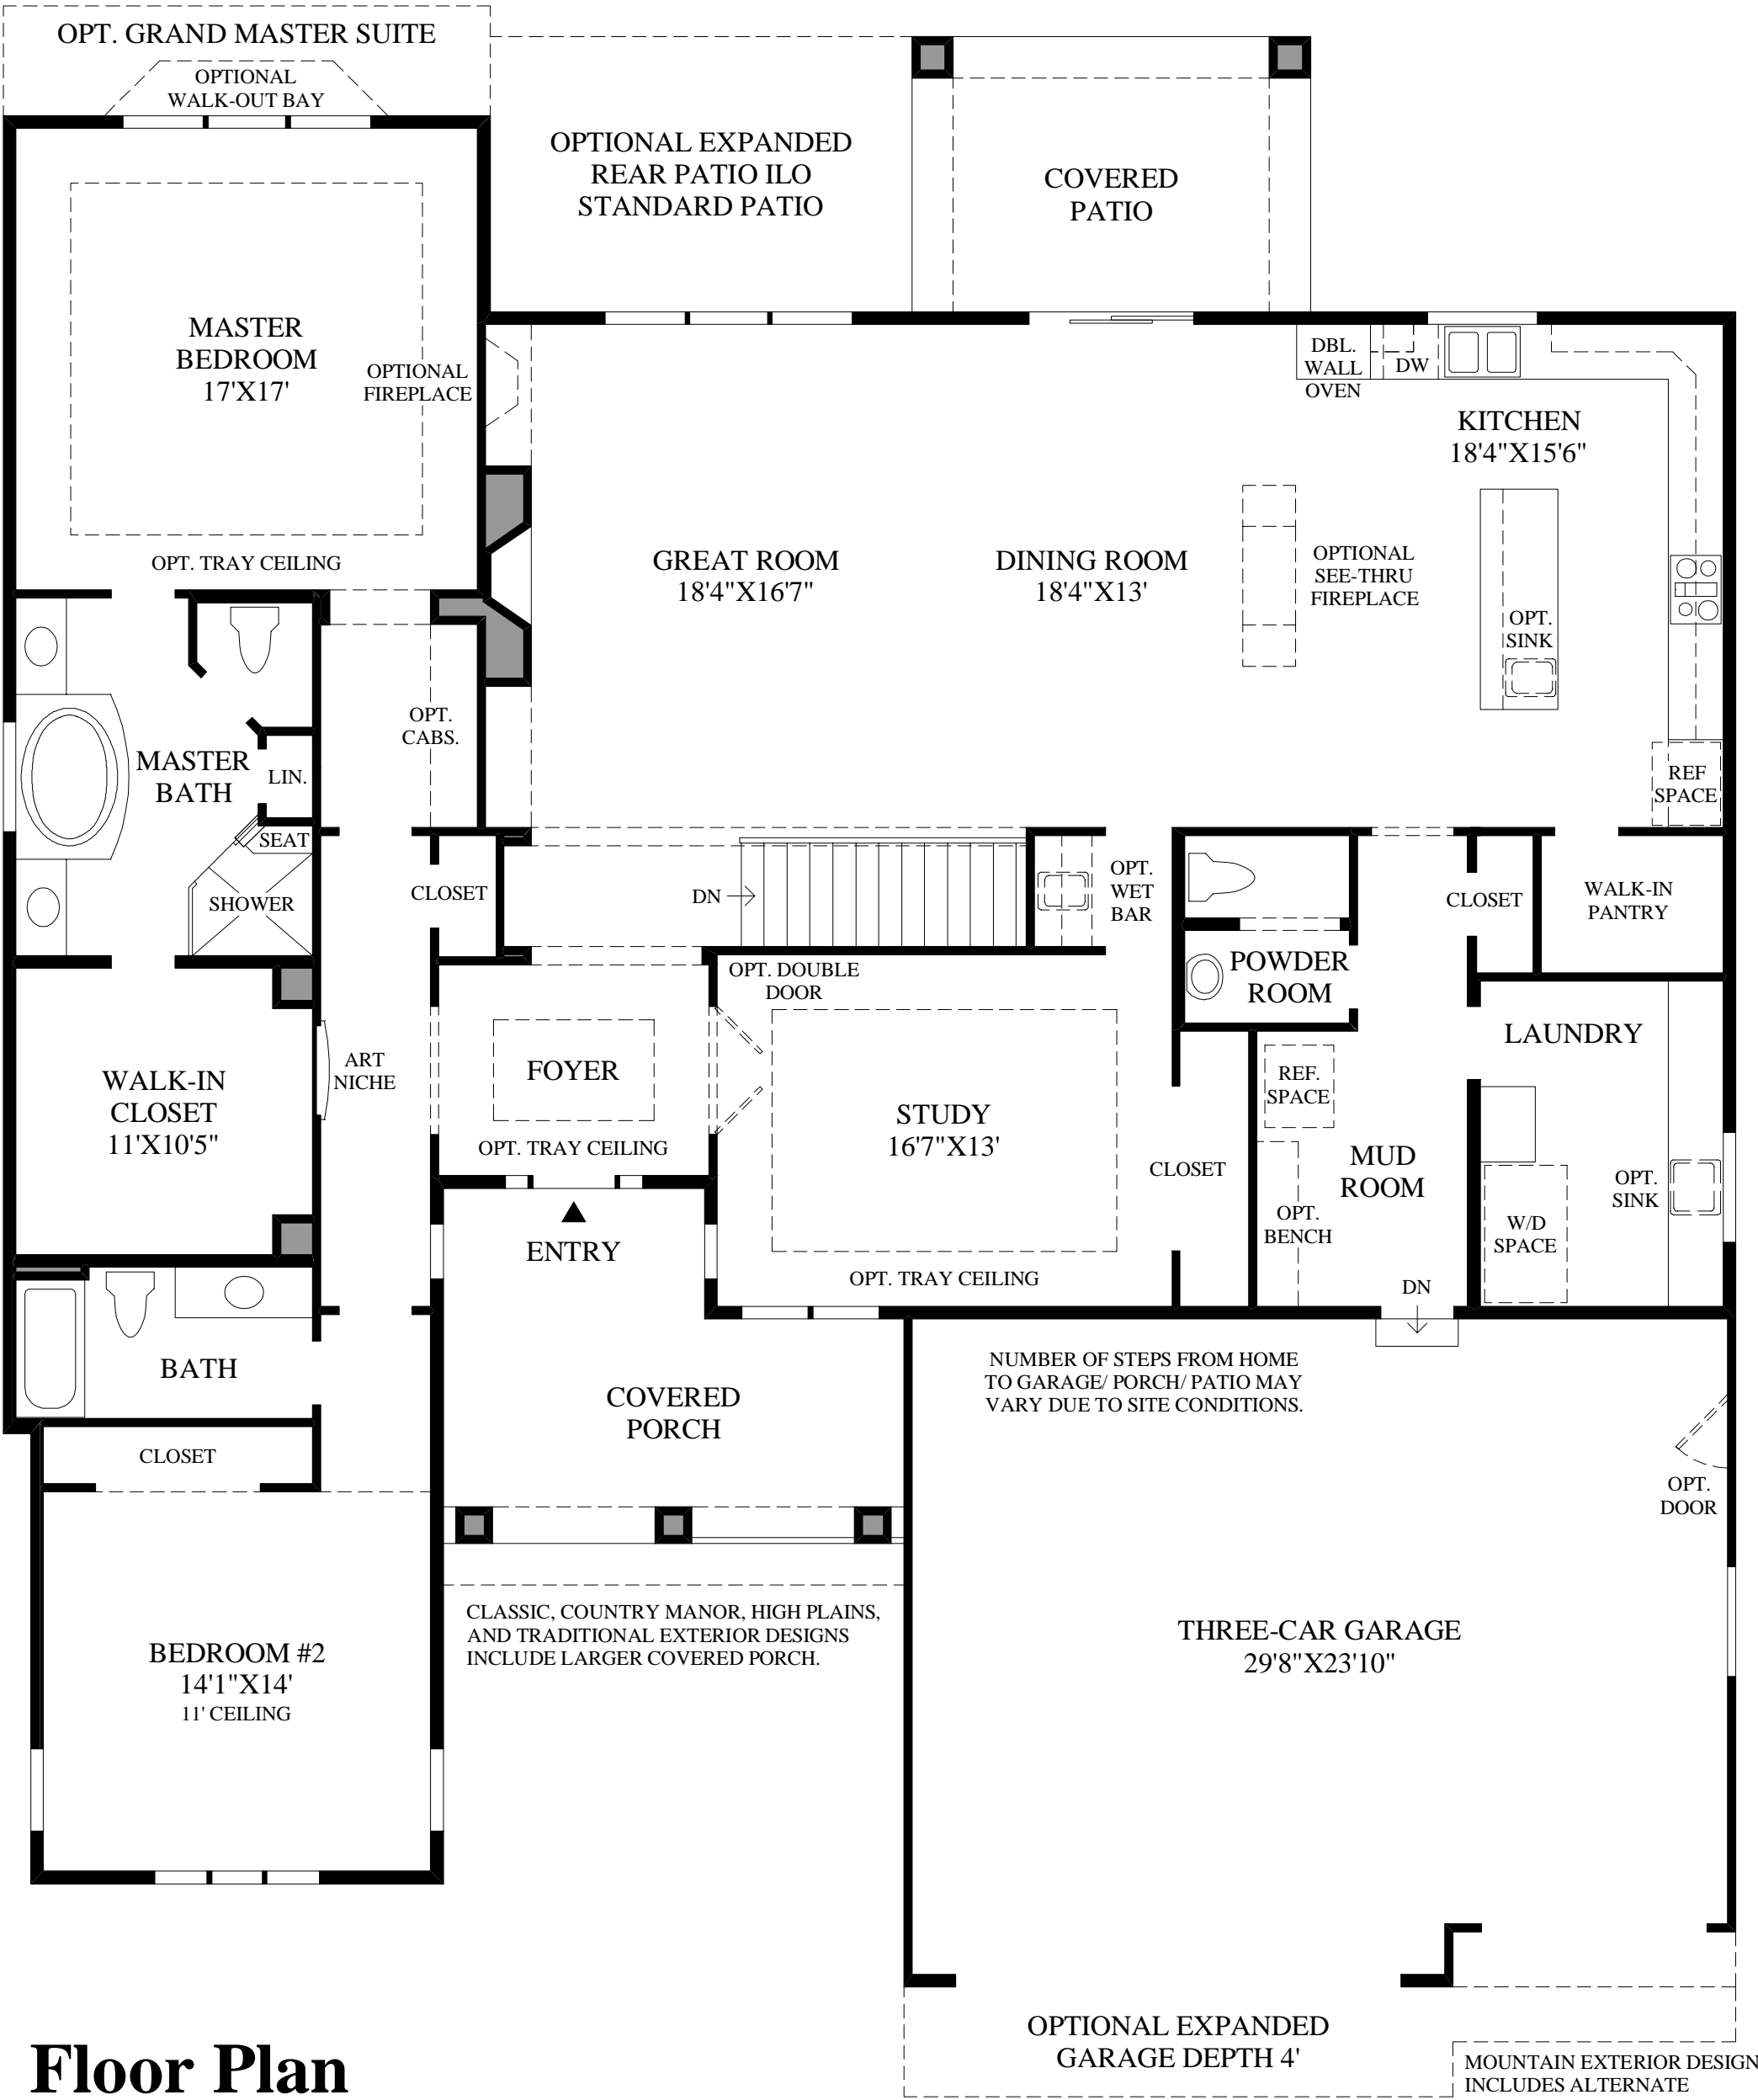 OPT. GRAND MASTER SUITE
OPTIONAL
WALK-OUT BAY
OPTIONAL EXPANDED
REAR PATIO ILO
STANDARD PATIO
COVERED
PATIO
MASTER
BEDROOM
17'X17'
OPTIONAL
FIREPLACE
OPT. TRAY CEILING
DBL.
WALL
OVEN
DW
KITCHEN
18'4"X15'6"
GREAT ROOM
18'4"X16'7"
DINING ROOM
18'4"X13'
OPTIONAL
SEE-THRU
FIREPLACE
OPT.
SINK
REF
SPACE
OPT.
CABS.
MASTER
BATH
LIN.
SEAT
SHOWER
CLOSET
DN
OPT.
WET
BAR
CLOSET
WALK-IN
PANTRY
POWDER
ROOM
OPT. DOUBLE
DOOR
LAUNDRY
WALK-IN
CLOSET
11'X10'5"
ART
NICHE
FOYER
OPT. TRAY CEILING
STUDY
16'7"X13'
OPT. TRAY CEILING
CLOSET
REF.
SPACE
MUD
ROOM
OPT.
BENCH
W/D
SPACE
OPT.
SINK
DN
ENTRY
BATH
CLOSET
COVERED
PORCH
NUMBER OF STEPS FROM HOME
TO GARAGE/ PORCH/ PATIO MAY
VARY DUE TO SITE CONDITIONS.
OPT.
DOOR
CLASSIC, COUNTRY MANOR, HIGH PLAINS,
AND TRADITIONAL EXTERIOR DESIGNS
INCLUDE LARGER COVERED PORCH.
BEDROOM #2
14'1"X14'
11' CEILING
THREE-CAR GARAGE
29'8"X23'10"
OPTIONAL EXPANDED
GARAGE DEPTH 4'
MOUNTAIN EXTERIOR DESIGN
INCLUDES ALTERNATE
Floor Plan